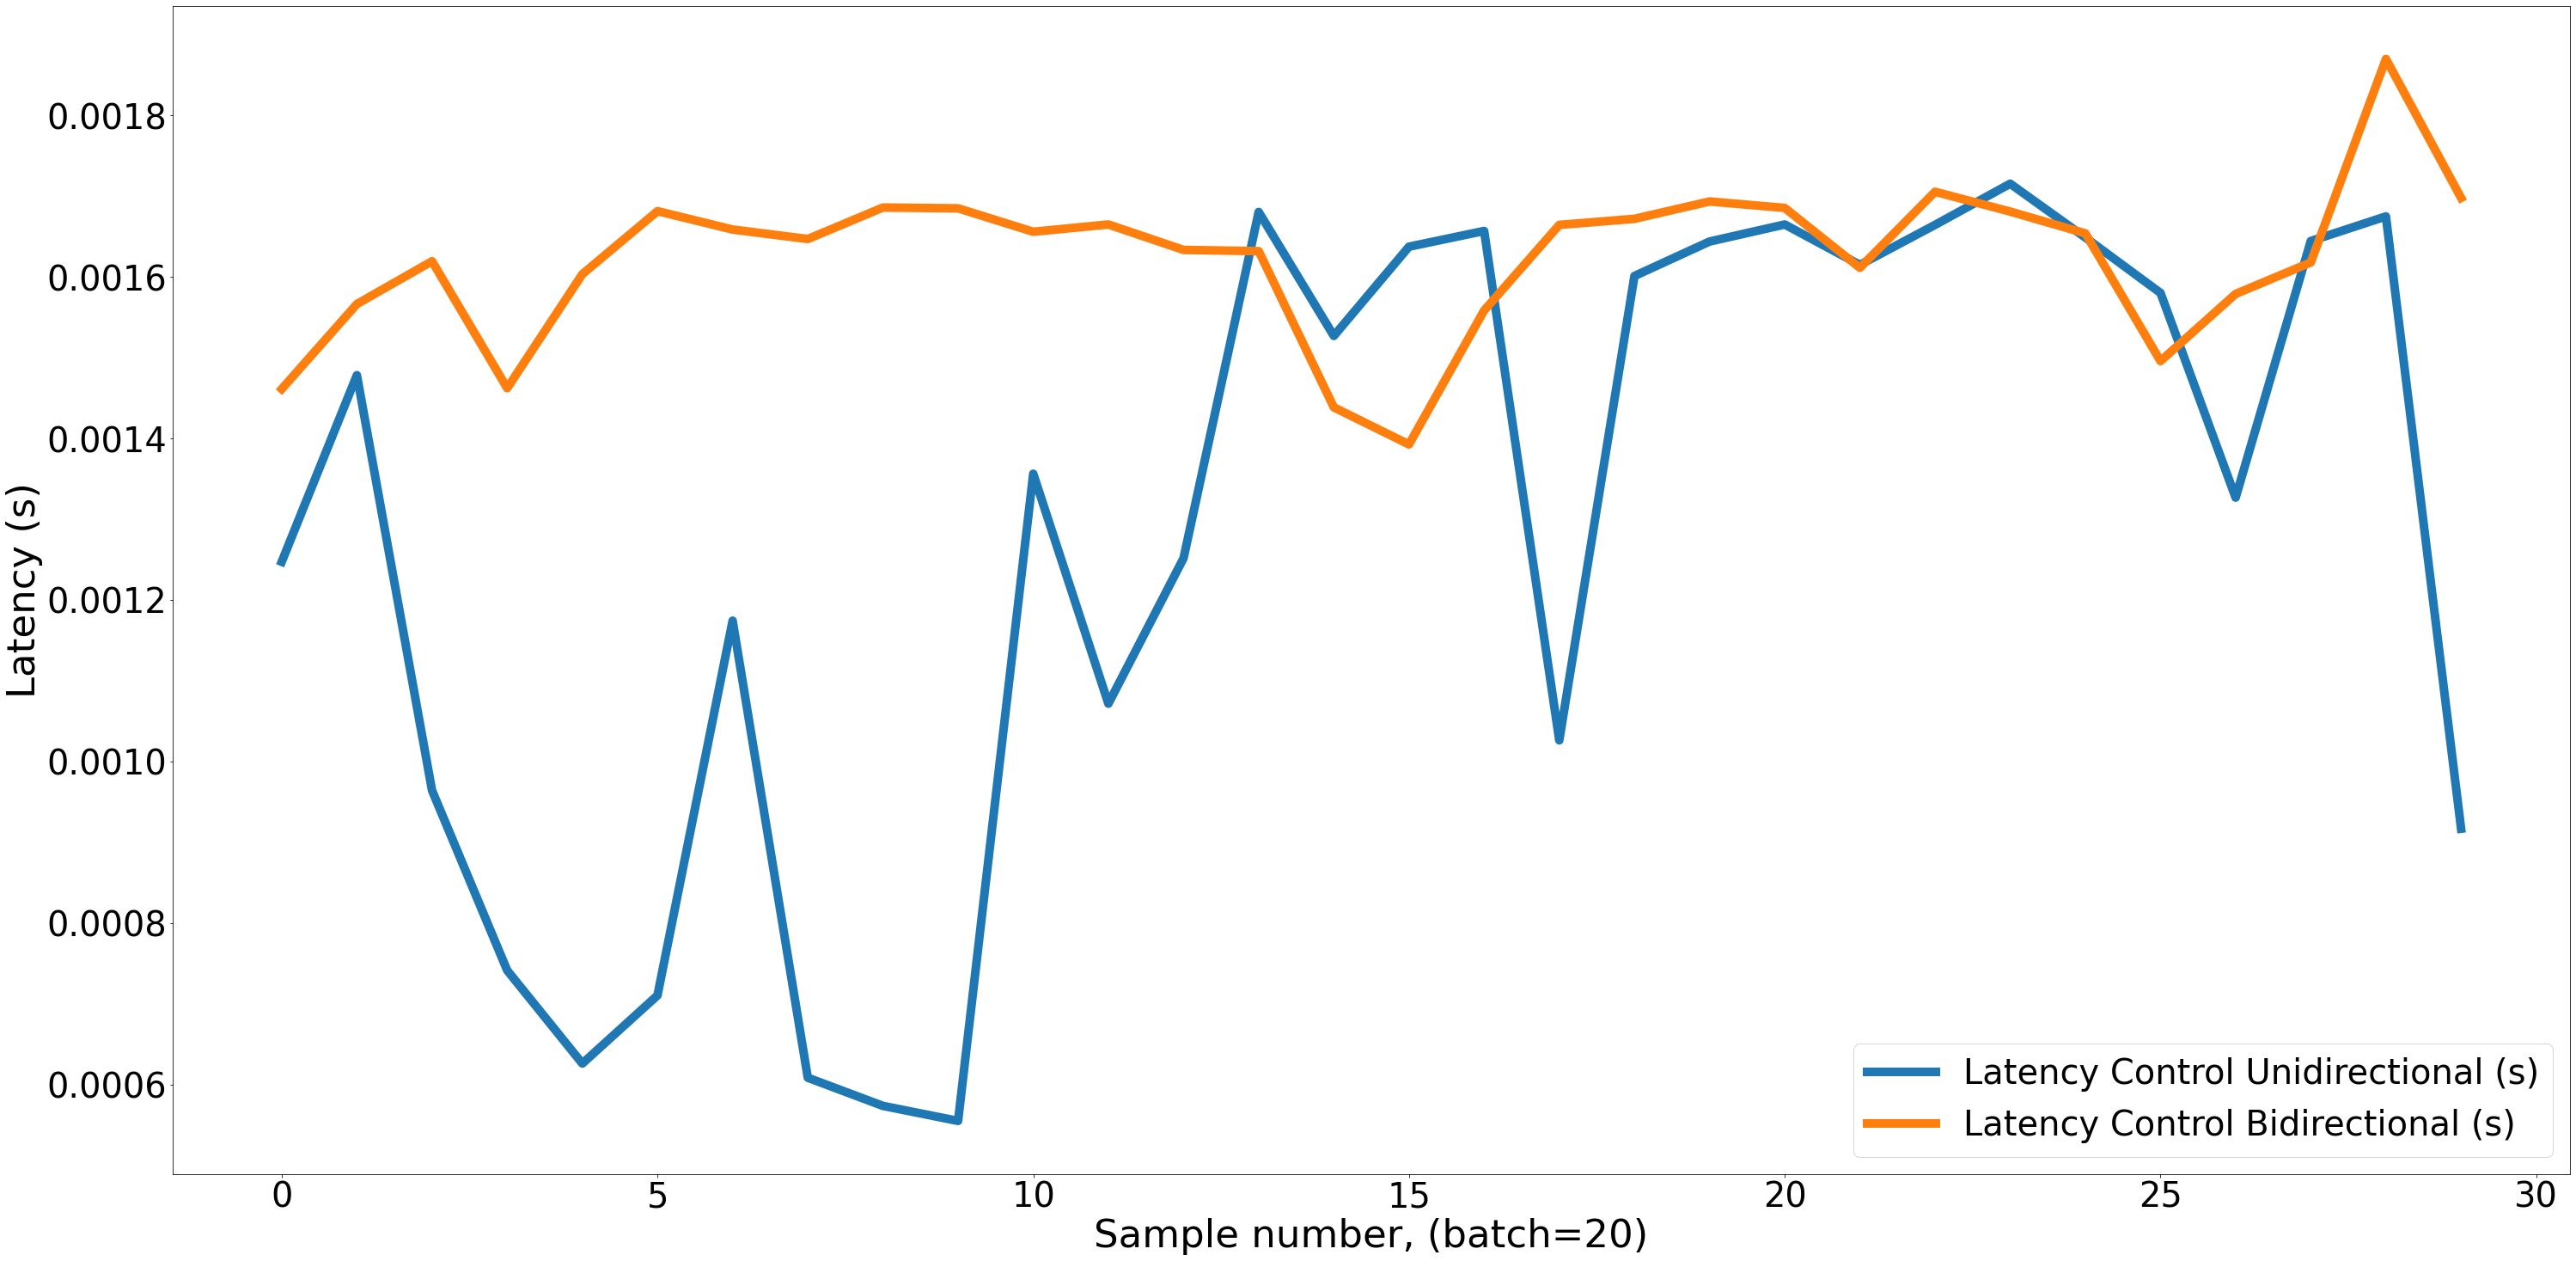 0.0018
0.0016
0.0014
0.0012
0.0010
0.0008
0.0006
Latency (s)
Latency Control Unidirectional (s)
Latency Control Bidirectional (s)
0 5 10 15 20 25 30
Sample number, (batch=20)